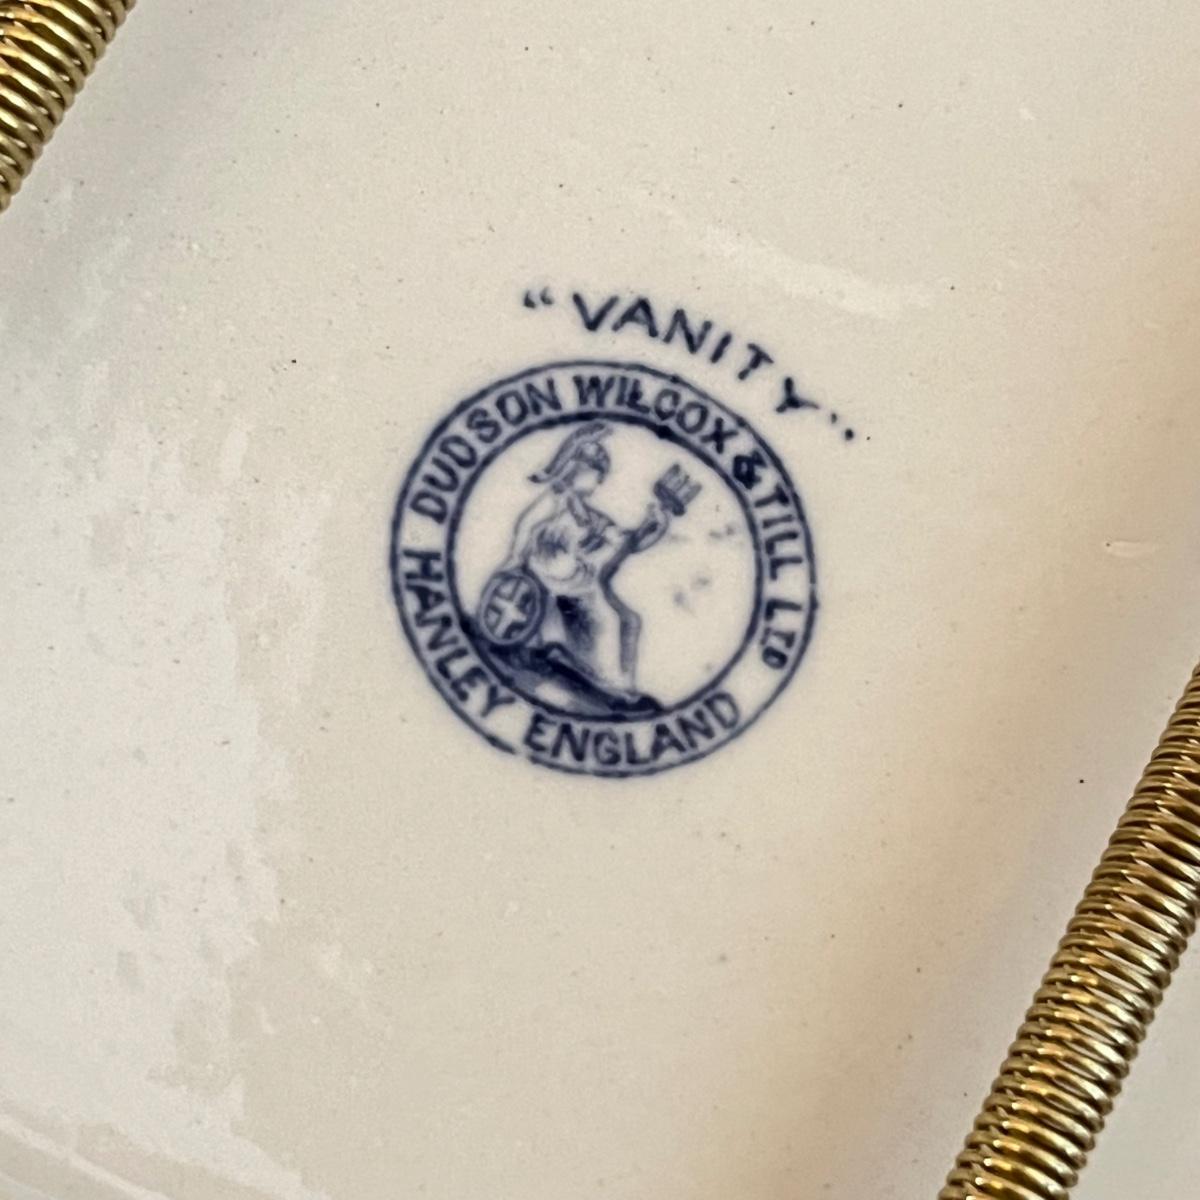 "VANITY"
DUDSON WILCOX & TILL LTD
HANLEY ENGLAND